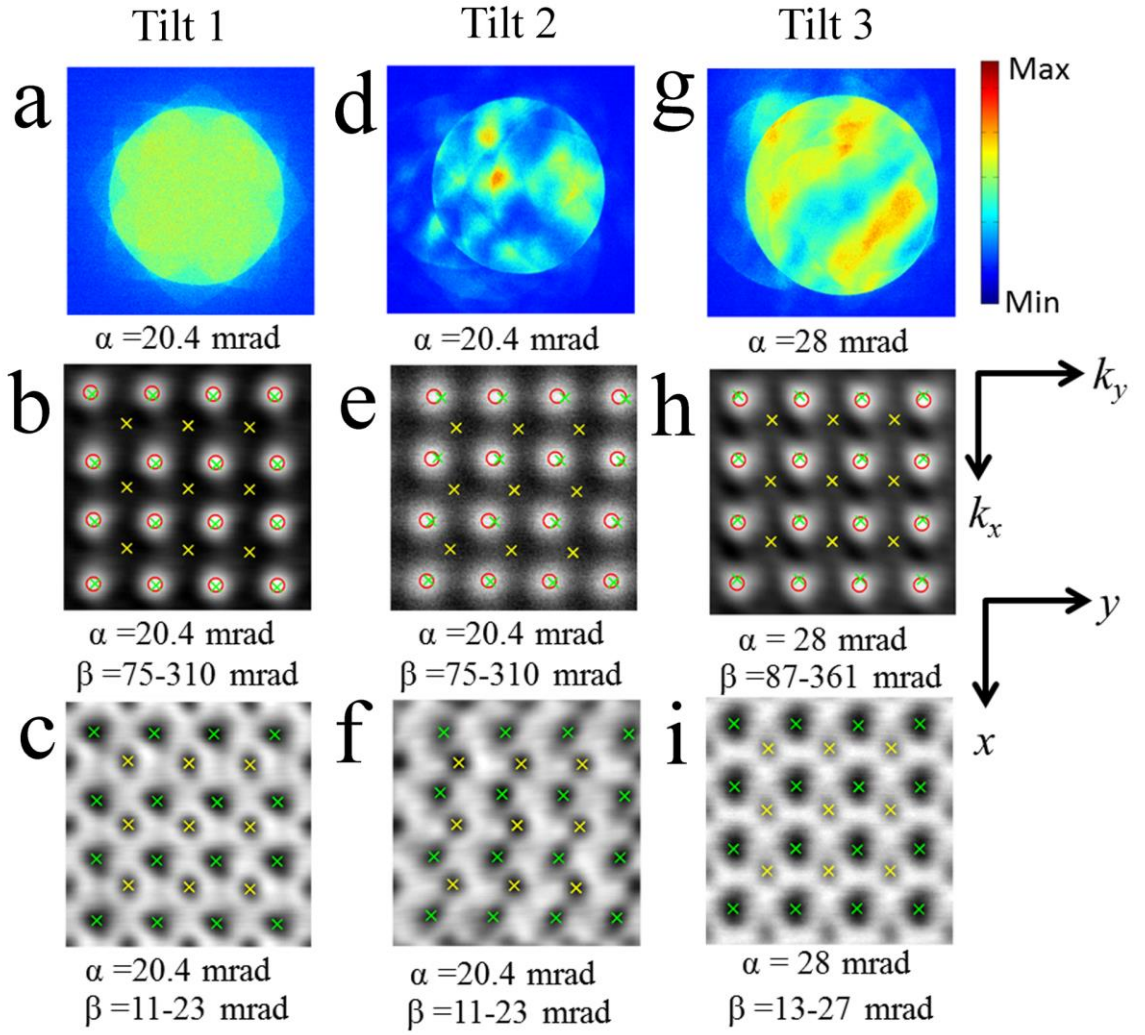 Tilt 1 Tilt 2 Tilt 3
a d g Max
Min
α =20.4 mrad α =20.4 mrad α =28 mrad
b e h k_y
k_x
α =20.4 mrad α =20.4 mrad α = 28 mrad
β =75-310 mrad β =75-310 mrad β =87-361 mrad
y
c f i x
α =20.4 mrad α =20.4 mrad α = 28 mrad
β =11-23 mrad β =11-23 mrad β =13-27 mrad